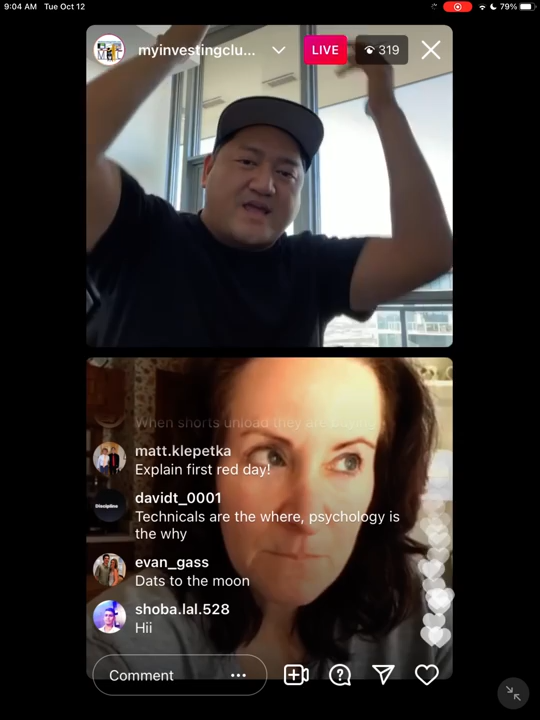 9:04 AM Tue Oct 12
79%
myinvestingclu...
LIVE
319
When shorts unload they are buying
matt.klepetka
Explain first red day!
davidt_0001
Technicals are the where, psychology is
the why
Discipline
evan_gass
Dats to the moon
shoba.lal.528
Hii
Comment